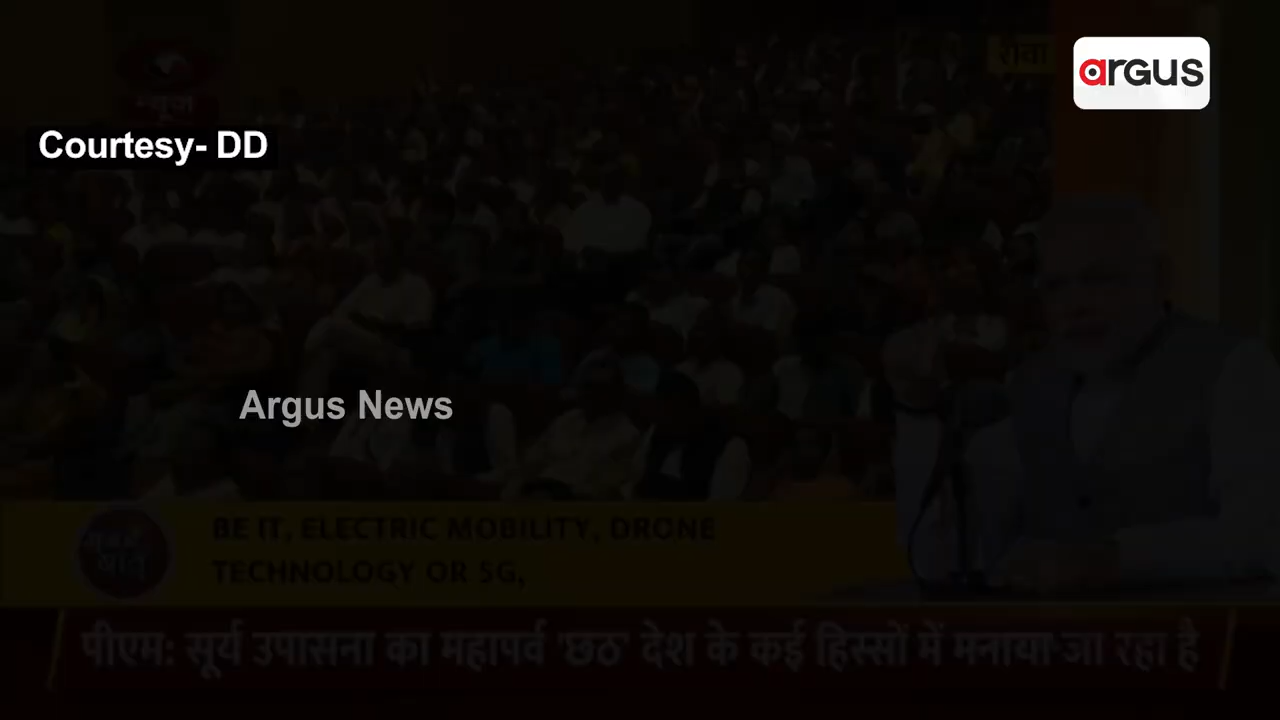 न्यूज़
रीवा
argus
Courtesy- DD
Argus News
मन की
बात
BE IT, ELECTRIC MOBILITY, DRONE
TECHNOLOGY OR 5G,
पीएम: सूर्य उपासना का महापर्व 'छठ' देश के कई हिस्सों में मनाया जा रहा है